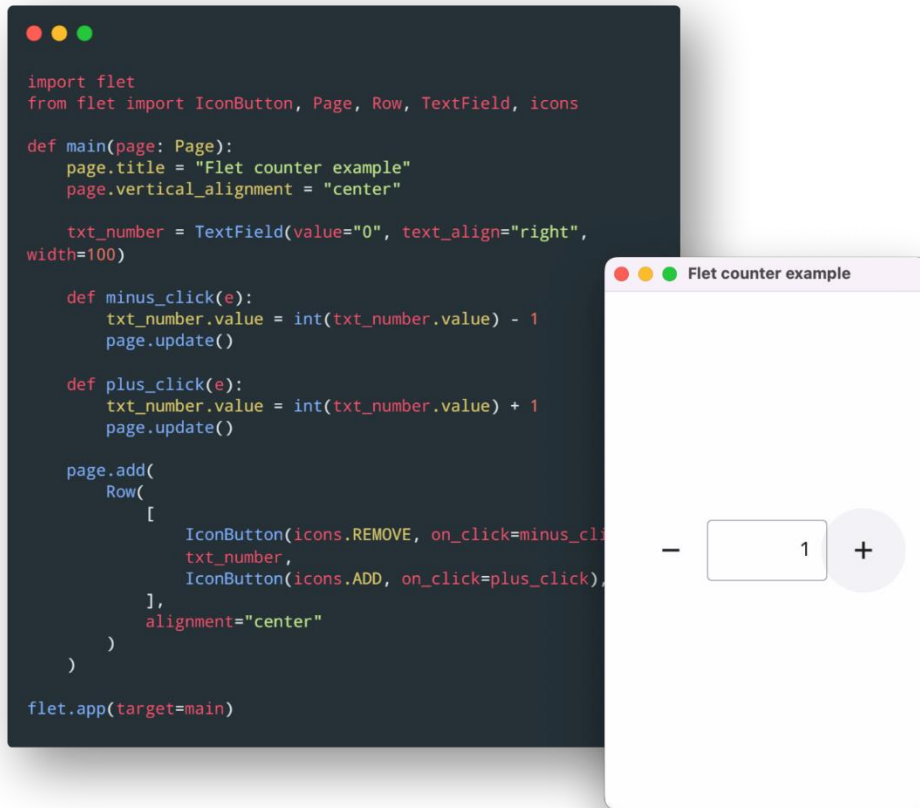 import flet
from flet import IconButton, Page, Row, TextField, icons
def main(page: Page):
    page.title = "Flet counter example"
    page.vertical_alignment = "center"
    txt_number = TextField(value="0", text_align="right",
width=100)
    def minus_click(e):
        txt_number.value = int(txt_number.value) - 1
        page.update()
    def plus_click(e):
        txt_number.value = int(txt_number.value) + 1
        page.update()
    page.add(
        Row(
            [
                IconButton(icons.REMOVE, on_click=minus_cli
                txt_number,
                IconButton(icons.ADD, on_click=plus_click),
            ],
            alignment="center"
        )
    )
flet.app(target=main)
Flet counter example
− 1 +